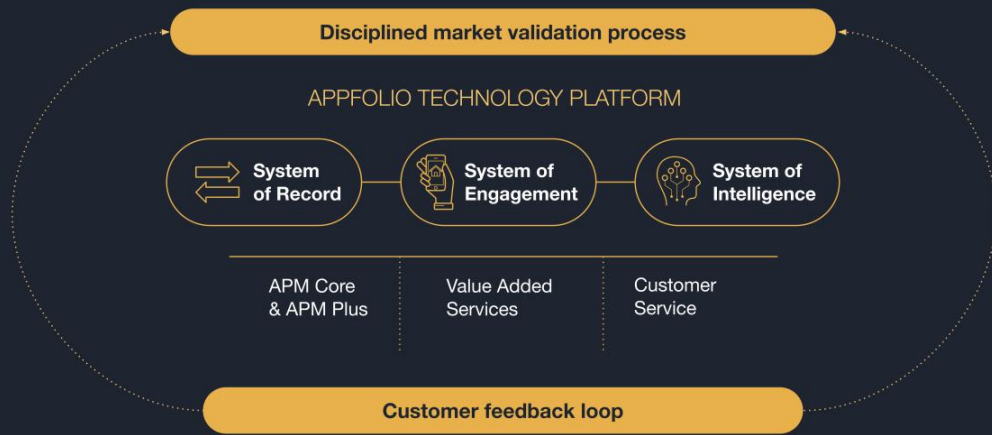 Disciplined market validation process
APPFOLIO TECHNOLOGY PLATFORM
System
of Record
System of
Engagement
System of
Intelligence
APM Core
& APM Plus
Value Added
Services
Customer
Service
Customer feedback loop